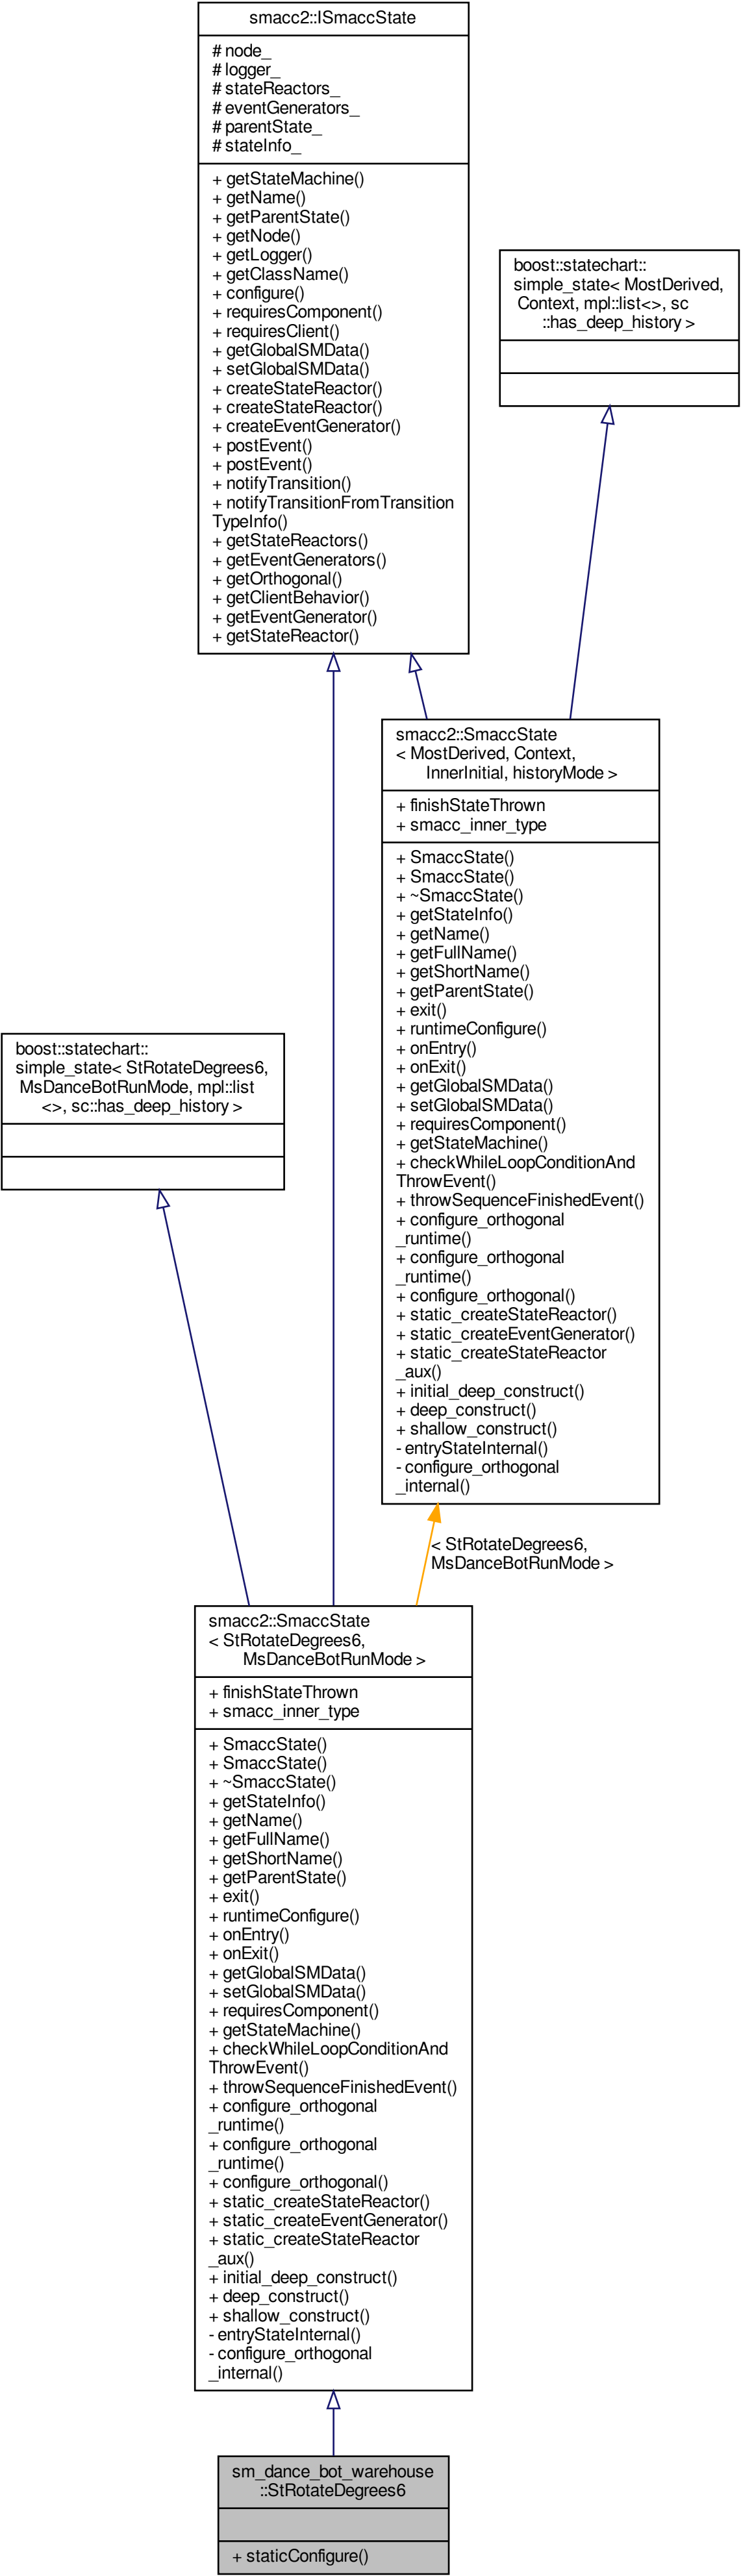 smacc2::ISmaccState
# node_
# logger_
# stateReactors_
# eventGenerators_
# parentState_
# stateInfo_
+ getStateMachine()
+ getName()
+ getParentState()
+ getNode()
+ getLogger()
+ getClassName()
+ configure()
+ requiresComponent()
+ requiresClient()
+ getGlobalSMData()
+ setGlobalSMData()
+ createStateReactor()
+ createStateReactor()
+ createEventGenerator()
+ postEvent()
+ postEvent()
+ notifyTransition()
+ notifyTransitionFromTransition
TypeInfo()
+ getStateReactors()
+ getEventGenerators()
+ getOrthogonal()
+ getClientBehavior()
+ getEventGenerator()
+ getStateReactor()
boost::statechart::
simple_state< MostDerived,
Context, mpl::list<>, sc
::has_deep_history >
smacc2::SmaccState
< MostDerived, Context,
InnerInitial, historyMode >
+ finishStateThrown
+ smacc_inner_type
+ SmaccState()
+ SmaccState()
+ ~SmaccState()
+ getStateInfo()
+ getName()
+ getFullName()
+ getShortName()
+ getParentState()
+ exit()
+ runtimeConfigure()
+ onEntry()
+ onExit()
+ getGlobalSMData()
+ setGlobalSMData()
+ requiresComponent()
+ getStateMachine()
+ checkWhileLoopConditionAnd
ThrowEvent()
+ throwSequenceFinishedEvent()
+ configure_orthogonal
_runtime()
+ configure_orthogonal
_runtime()
+ configure_orthogonal()
+ static_createStateReactor()
+ static_createEventGenerator()
+ static_createStateReactor
_aux()
+ initial_deep_construct()
+ deep_construct()
+ shallow_construct()
- entryStateInternal()
- configure_orthogonal
_internal()
boost::statechart::
simple_state< StRotateDegrees6,
MsDanceBotRunMode, mpl::list
<>, sc::has_deep_history >
< StRotateDegrees6,
MsDanceBotRunMode >
smacc2::SmaccState
< StRotateDegrees6,
MsDanceBotRunMode >
+ finishStateThrown
+ smacc_inner_type
+ SmaccState()
+ SmaccState()
+ ~SmaccState()
+ getStateInfo()
+ getName()
+ getFullName()
+ getShortName()
+ getParentState()
+ exit()
+ runtimeConfigure()
+ onEntry()
+ onExit()
+ getGlobalSMData()
+ setGlobalSMData()
+ requiresComponent()
+ getStateMachine()
+ checkWhileLoopConditionAnd
ThrowEvent()
+ throwSequenceFinishedEvent()
+ configure_orthogonal
_runtime()
+ configure_orthogonal
_runtime()
+ configure_orthogonal()
+ static_createStateReactor()
+ static_createEventGenerator()
+ static_createStateReactor
_aux()
+ initial_deep_construct()
+ deep_construct()
+ shallow_construct()
- entryStateInternal()
- configure_orthogonal
_internal()
sm_dance_bot_warehouse
::StRotateDegrees6
+ staticConfigure()